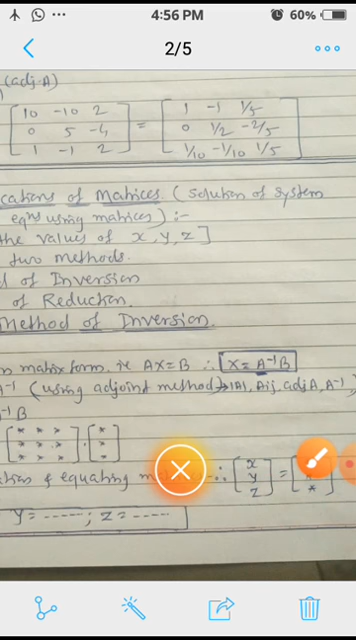 4:56 PM 60%
2/5
(adj A)
[10 -10 2] = [1 -1 1/5]
[0 5 -4] [0 1/2 -2/5]
[1 -1 2] [1/10 -1/10 1/5]
cations of Matrices (Solution of system
eqns using matrices) :-
the values of x, y, z ]
two methods.
d of Inversion
of Reduction.
Method of Inversion.
n matrix form. ie AX=B ∴ X = A⁻¹B
A⁻¹ (using adjoint method) → |A|, Aij, adj A, A⁻¹)
⁻¹B
[* * *] . [*]
[* * *] [*]
[* * *] [*]
& equating ∴ [x] = [
[y]
[z] *
y = ----- ; z = -----